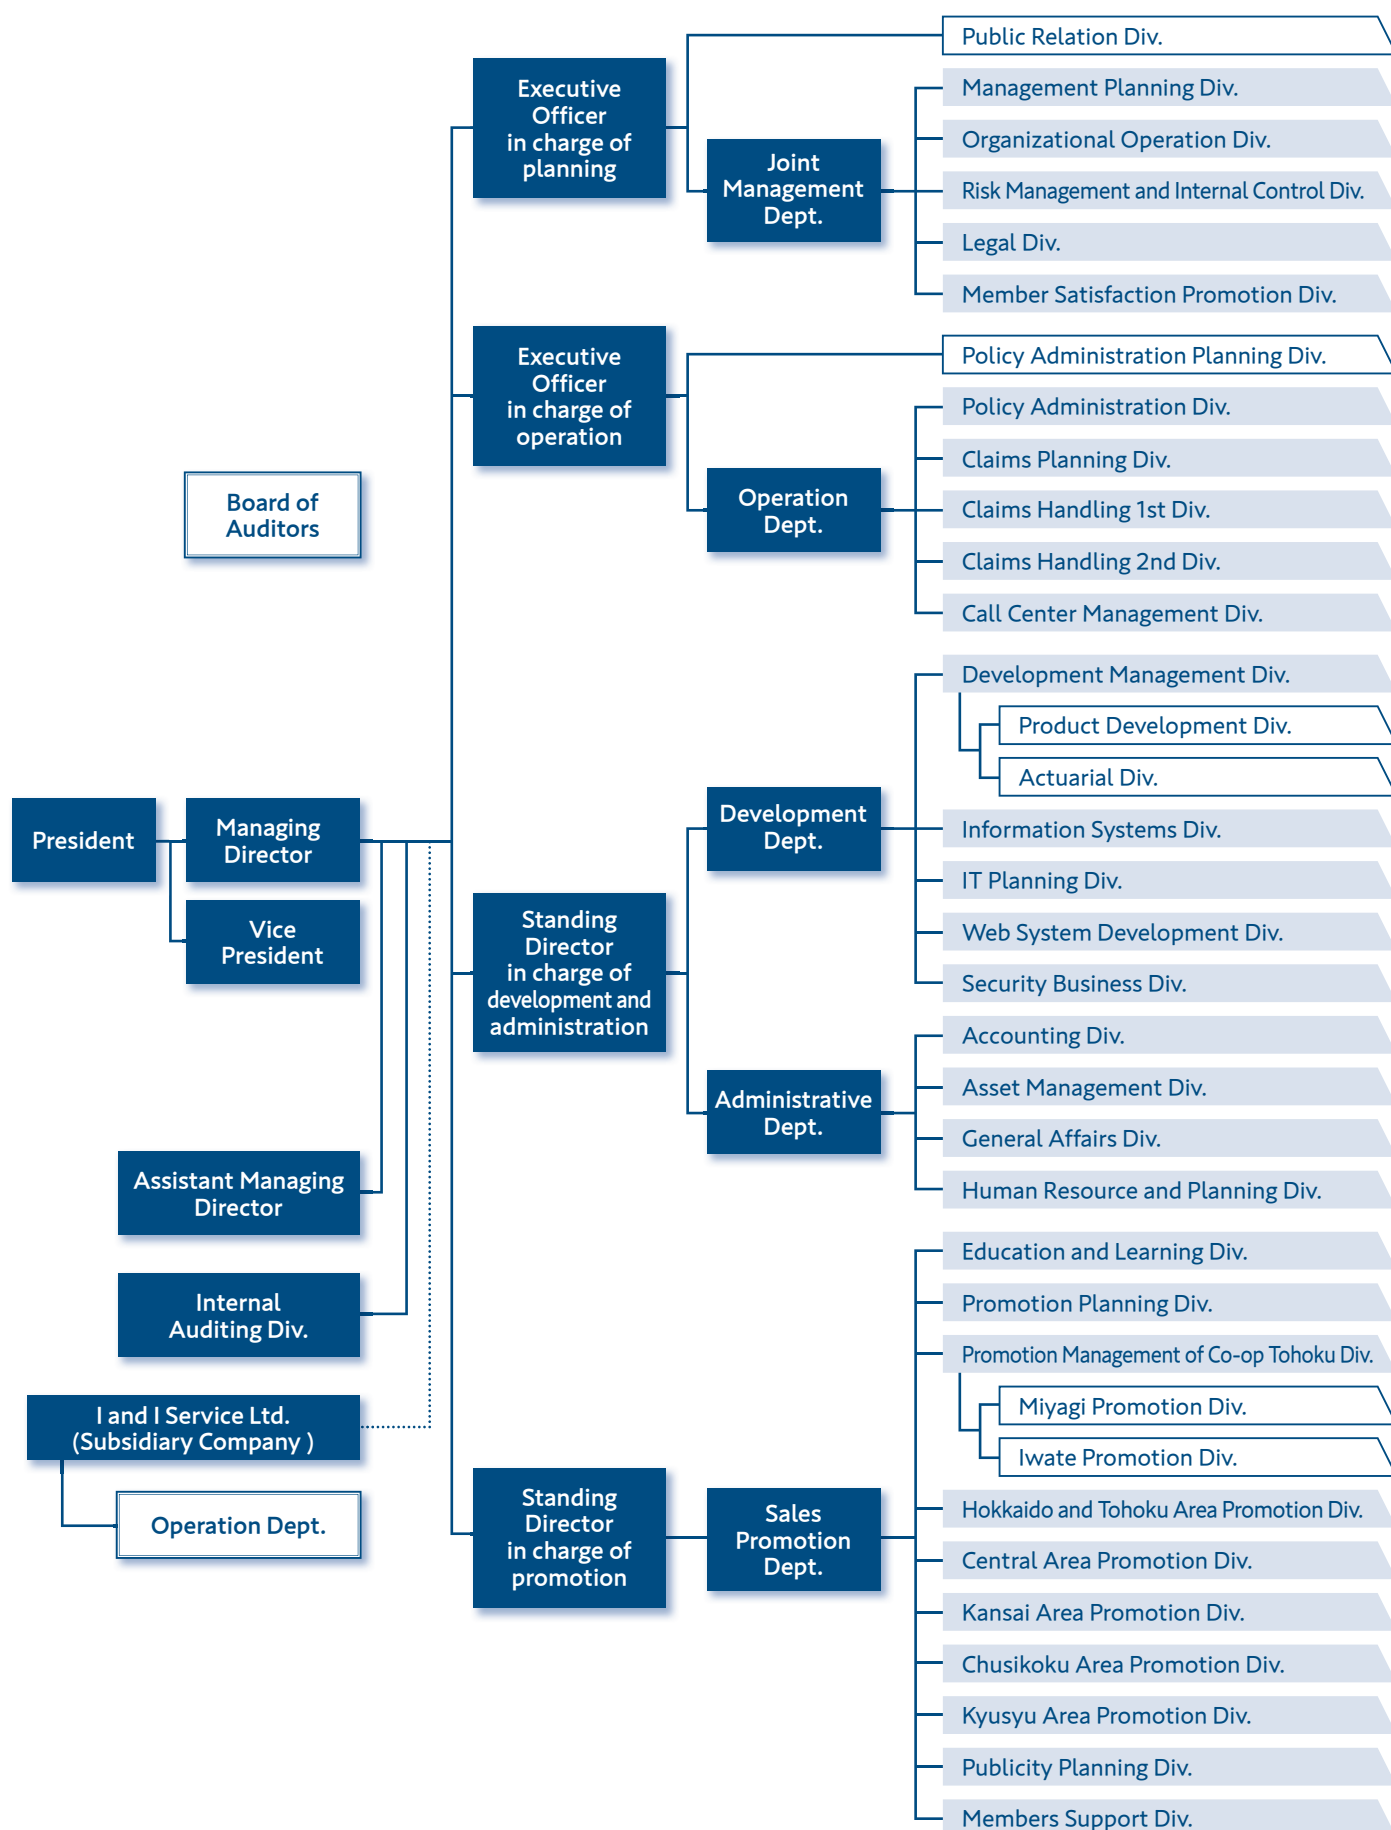 President
Managing
Director
Vice
President
Board of
Auditors
Assistant Managing
Director
Internal
Auditing Div.
I and I Service Ltd.
(Subsidiary Company )
Operation Dept.
Executive
Officer
in charge of
planning
Public Relation Div.
Joint
Management
Dept.
Management Planning Div.
Organizational Operation Div.
Risk Management and Internal Control Div.
Legal Div.
Member Satisfaction Promotion Div.
Executive
Officer
in charge of
operation
Policy Administration Planning Div.
Operation
Dept.
Policy Administration Div.
Claims Planning Div.
Claims Handling 1st Div.
Claims Handling 2nd Div.
Call Center Management Div.
Standing
Director
in charge of
development and
administration
Development
Dept.
Development Management Div.
Product Development Div.
Actuarial Div.
Information Systems Div.
IT Planning Div.
Web System Development Div.
Security Business Div.
Administrative
Dept.
Accounting Div.
Asset Management Div.
General Affairs Div.
Human Resource and Planning Div.
Standing
Director
in charge of
promotion
Sales
Promotion
Dept.
Education and Learning Div.
Promotion Planning Div.
Promotion Management of Co-op Tohoku Div.
Miyagi Promotion Div.
Iwate Promotion Div.
Hokkaido and Tohoku Area Promotion Div.
Central Area Promotion Div.
Kansai Area Promotion Div.
Chusikoku Area Promotion Div.
Kyusyu Area Promotion Div.
Publicity Planning Div.
Members Support Div.